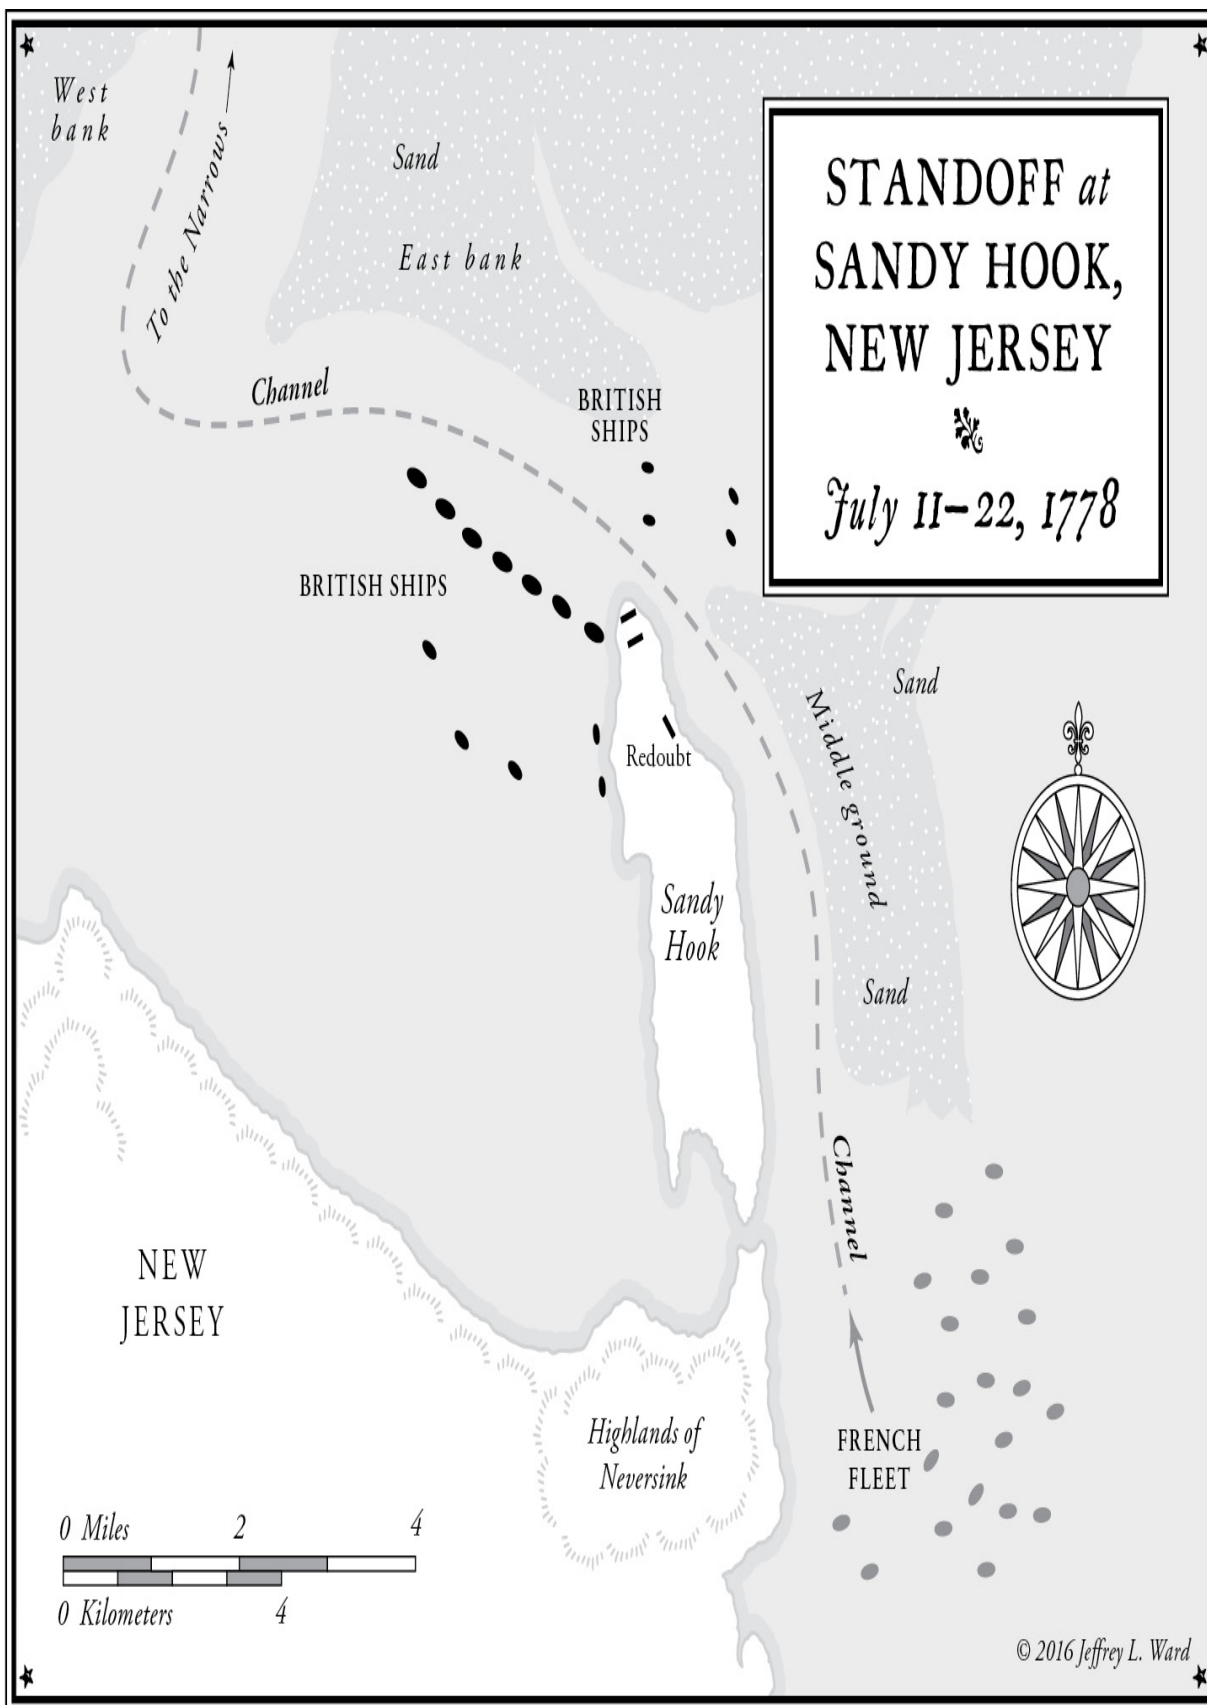 West
bank
To the Narrows
Sand
East bank
STANDOFF at
SANDY HOOK,
NEW JERSEY
July 11–22, 1778
Channel
BRITISH
SHIPS
BRITISH SHIPS
Sand
Middle ground
Redoubt
Sandy
Hook
Sand
Channel
NEW
JERSEY
Highlands of
Neversink
FRENCH
FLEET
0 Miles 2 4
0 Kilometers 4
© 2016 Jeffrey L. Ward